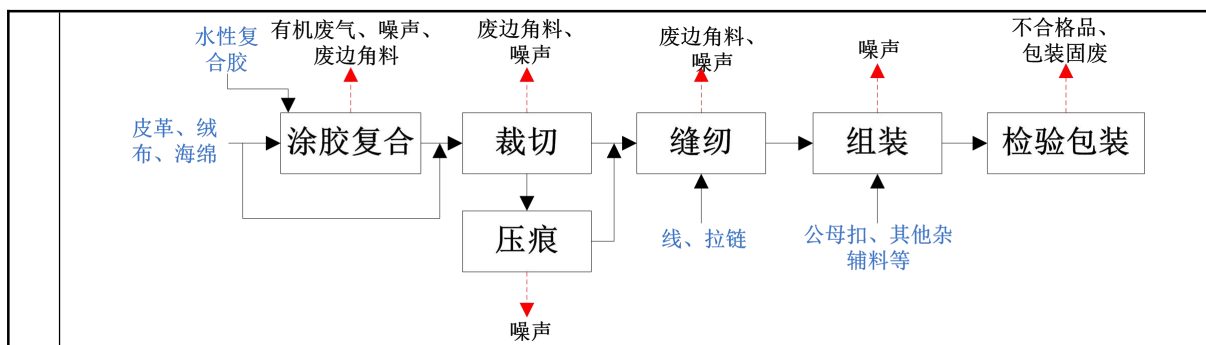 水性复
合胶
有机废气、噪声、
废边角料
废边角料、
噪声
废边角料、
噪声
噪声
不合格品、
包装固废
皮革、绒
布、海绵
涂胶复合
裁切
缝纫
组装
检验包装
压痕
线、拉链
公母扣、其他杂
辅料等
噪声